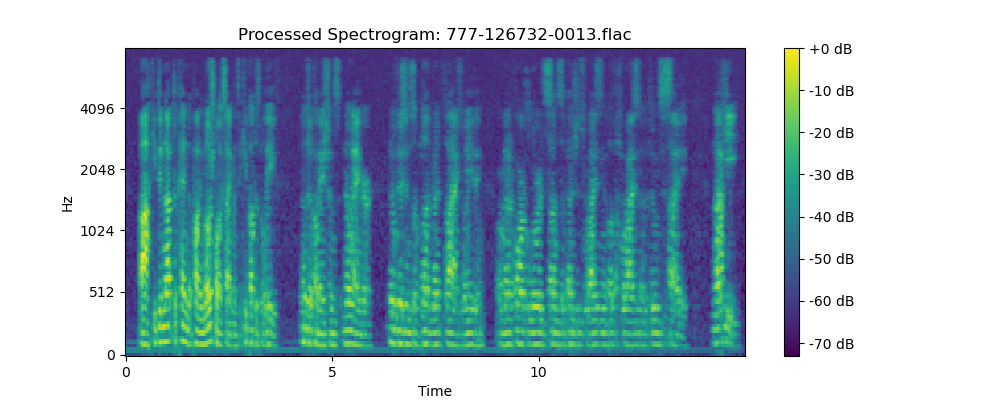 Processed Spectrogram: 777-126732-0013.flac
+0 dB
-10 dB
-20 dB
-30 dB
-40 dB
-50 dB
-60 dB
-70 dB
Hz
4096
2048
1024
512
0
0 5 10
Time